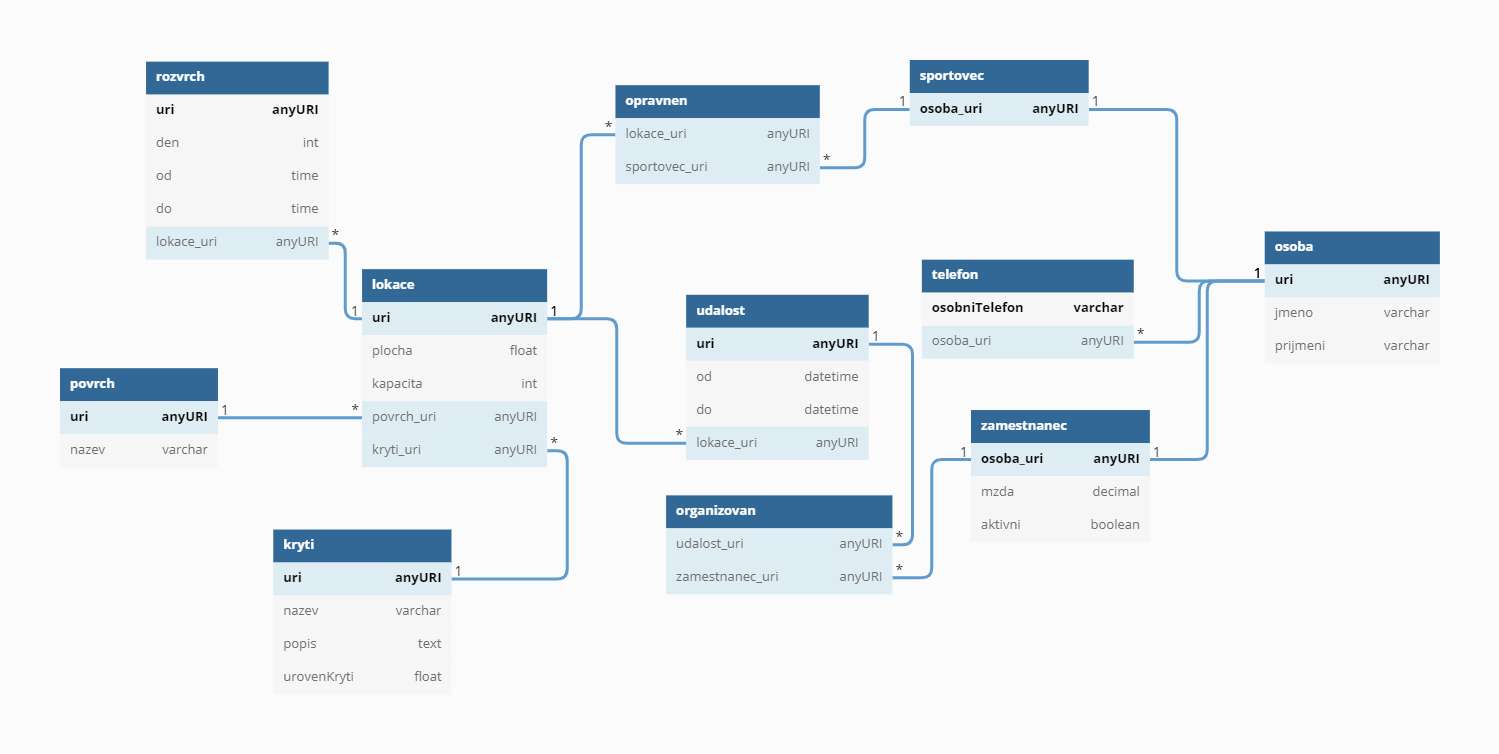 rozvrch
uri anyURI
den int
od time
do time
lokace_uri anyURI
*
1
lokace
uri anyURI
1
plocha float
kapacita int
* povrch_uri anyURI
kryti_uri anyURI *
povrch
uri anyURI 1
nazev varchar
kryti
uri anyURI 1
nazev varchar
popis text
urovenKryti float
opravnen
* lokace_uri anyURI
sportovec_uri anyURI *
sportovec
1 osoba_uri anyURI 1
udalost
uri anyURI 1
od datetime
do datetime
* lokace_uri anyURI
organizovan
udalost_uri anyURI *
zamestnanec_uri anyURI *
telefon
osobniTelefon varchar
osoba_uri anyURI *
zamestnanec
1 osoba_uri anyURI 1
mzda decimal
aktivni boolean
osoba
1 uri anyURI
jmeno varchar
prijmeni varchar